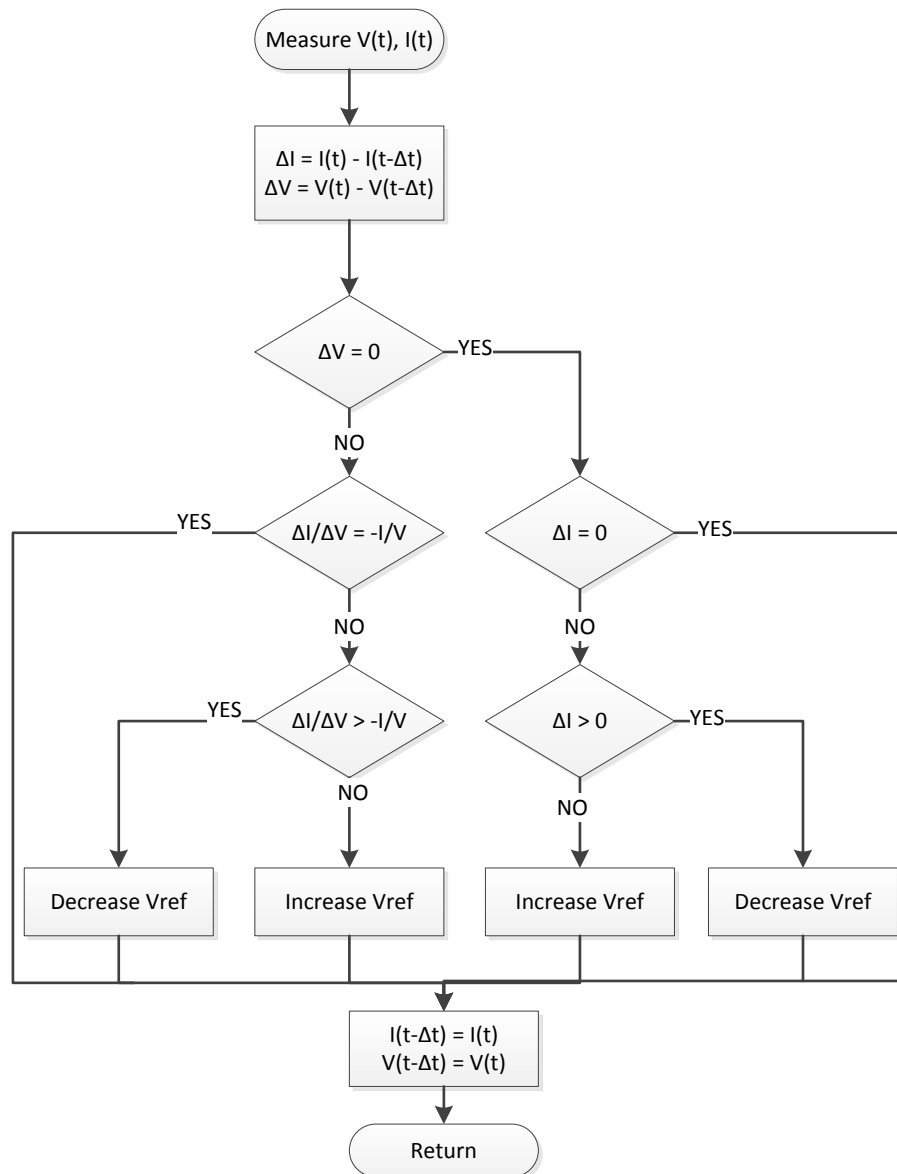 Measure V(t), I(t)
ΔI = I(t) - I(t-Δt)
ΔV = V(t) - V(t-Δt)
ΔV = 0
YES
NO
YES
ΔI/ΔV = -I/V
ΔI = 0
YES
NO
NO
YES
ΔI/ΔV > -I/V
ΔI > 0
YES
NO
NO
Decrease Vref
Increase Vref
Increase Vref
Decrease Vref
I(t-Δt) = I(t)
V(t-Δt) = V(t)
Return